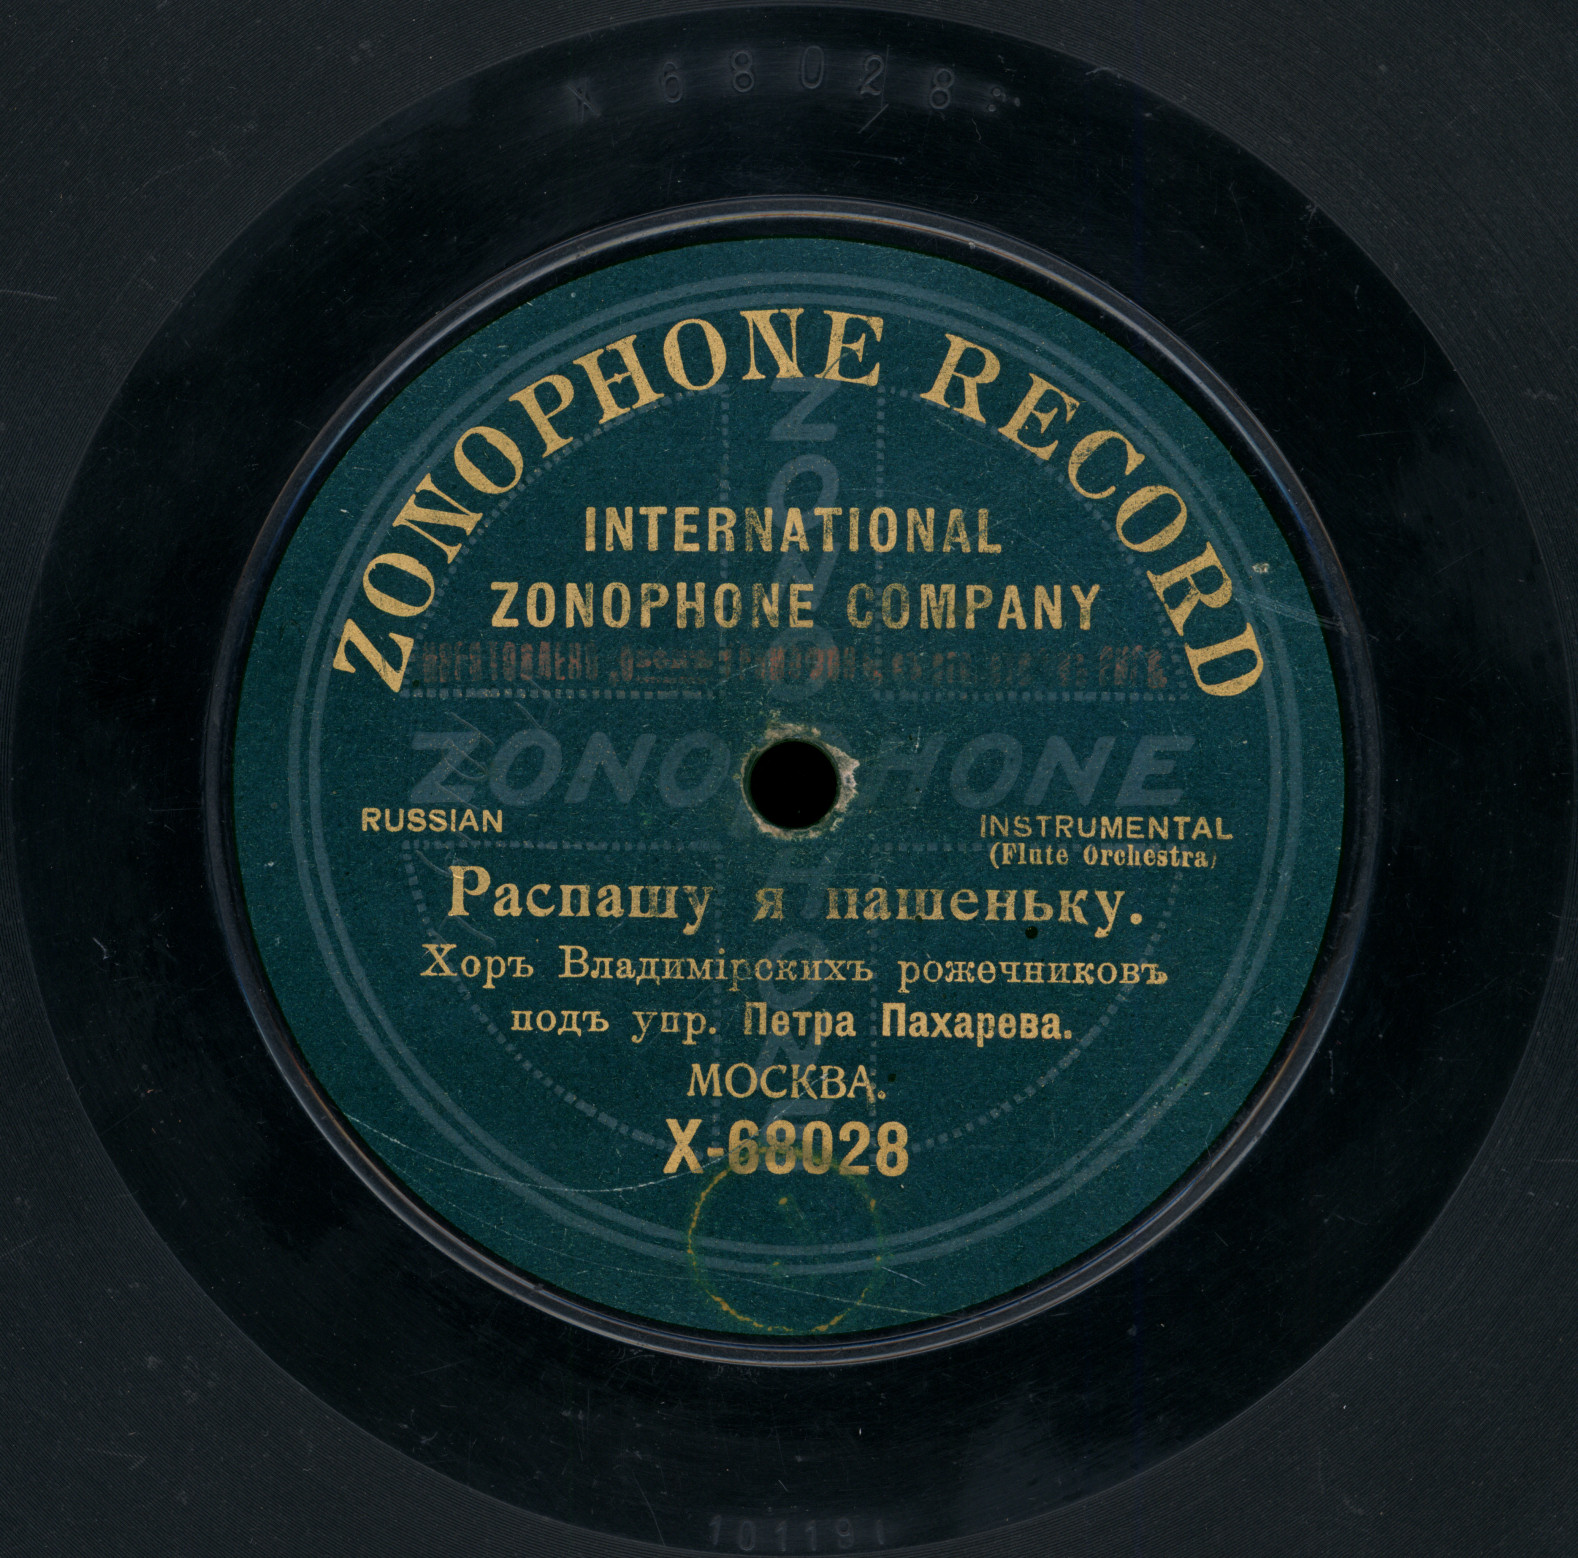 X 68028
ZONOPHONE RECORD
INTERNATIONAL
ZONOPHONE COMPANY
ZONOPHONE
ZONOPHONE
RUSSIAN
INSTRUMENTAL
(Flute Orchestra)
Распашу я пашеньку.
Хоръ Владимірскихъ рожечниковъ
подъ упр. Петра Пахарева.
МОСКВА.
X-68028